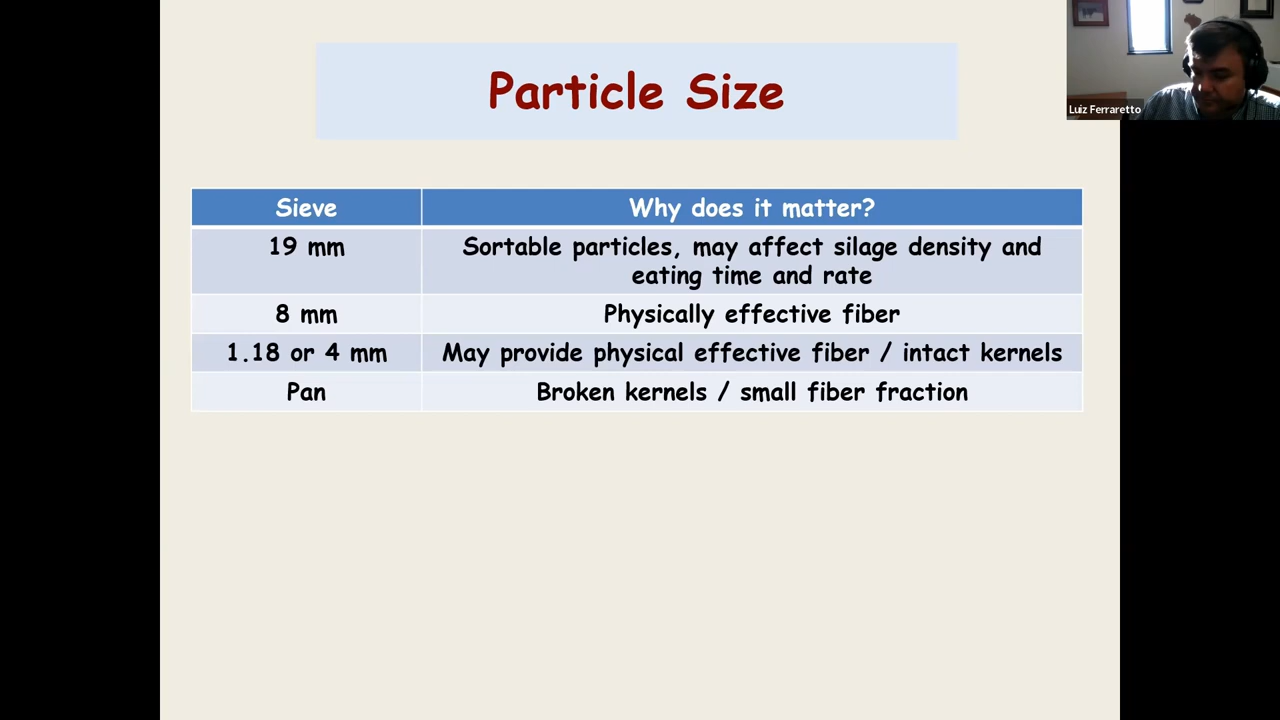 Particle Size
Luiz Ferraretto
Sieve
Why does it matter?
19 mm
Sortable particles, may affect silage density and
eating time and rate
8 mm
Physically effective fiber
1.18 or 4 mm
May provide physical effective fiber / intact kernels
Pan
Broken kernels / small fiber fraction